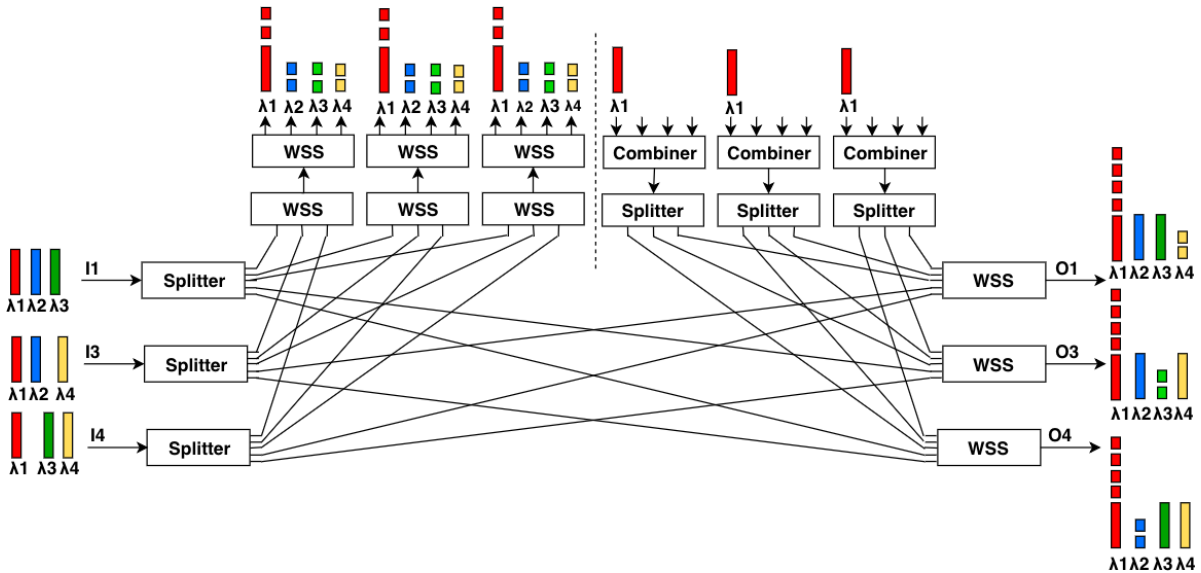 λ1 λ2 λ3 λ4 λ1 λ2 λ3 λ4 λ1 λ2 λ3 λ4 λ1 λ1 λ1
WSS WSS WSS Combiner Combiner Combiner
WSS WSS WSS Splitter Splitter Splitter
I1 Splitter WSS O1 λ1 λ2 λ3 λ4
λ1 λ2 λ3
I3 Splitter WSS O3
λ1 λ2 λ4 λ1 λ2 λ3 λ4
I4 Splitter WSS O4
λ1 λ3 λ4
λ1 λ2 λ3 λ4